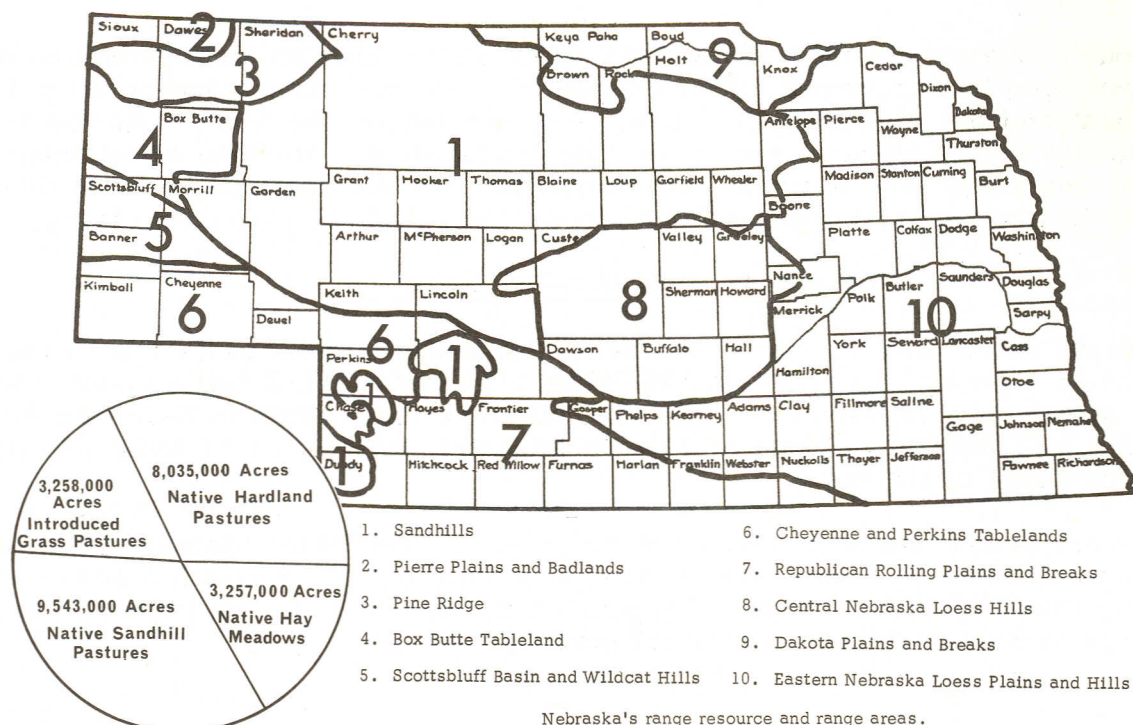 Sioux
Dawes
2
Sheridan
Cherry
Keya Paha
Boyd
9
3
Brown
Rock
Holt
Knox
Cedar
Dixon
Dakota
Box Butte
4
1
Antelope
Pierce
Wayne
Thurston
Scottsbluff
Morrill
Garden
Grant
Hooker
Thomas
Blaine
Loup
Garfield
Wheeler
Madison
Stanton
Cuming
Burt
Boone
5
Banner
Arthur
McPherson
Logan
Custer
Valley
Greeley
Platte
Colfax
Dodge
Washington
Kimball
Cheyenne
6
Deuel
Keith
Lincoln
8
Sherman
Howard
Nance
Merrick
Polk
Butler
Saunders
Douglas
Sarpy
10
6
Perkins
1
Dawson
Buffalo
Hall
Hamilton
York
Seward
Lancaster
Cass
Otoe
Chase
1
Hayes
Frontier
Gosper
Phelps
Kearney
Adams
Clay
Fillmore
Saline
Gage
Johnson
Nemaha
7
1
Dundy
Hitchcock
Red Willow
Furnas
Harlan
Franklin
Webster
Nuckolls
Thayer
Jefferson
Pawnee
Richardson
8,035,000 Acres
Native Hardland
Pastures
3,258,000
Acres
Introduced
Grass Pastures
9,543,000 Acres
Native Sandhill
Pastures
3,257,000 Acres
Native Hay
Meadows
1. Sandhills
2. Pierre Plains and Badlands
3. Pine Ridge
4. Box Butte Tableland
5. Scottsbluff Basin and Wildcat Hills
6. Cheyenne and Perkins Tablelands
7. Republican Rolling Plains and Breaks
8. Central Nebraska Loess Hills
9. Dakota Plains and Breaks
10. Eastern Nebraska Loess Plains and Hills
Nebraska's range resource and range areas.